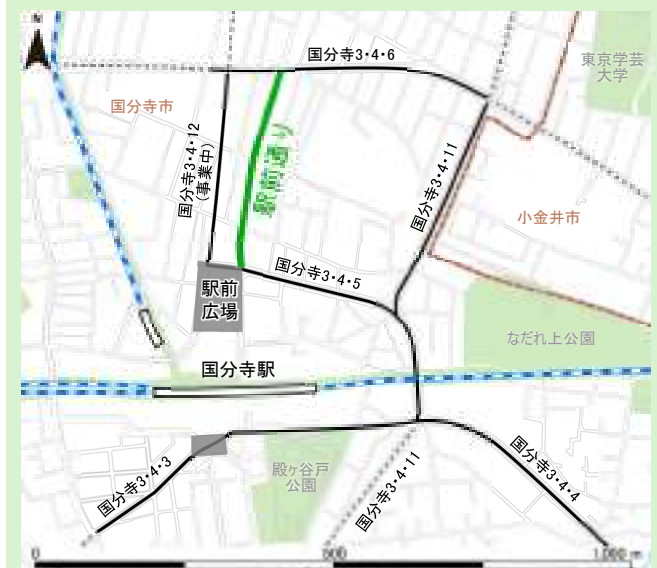 国分寺3・4・6
東京学芸
大学
国分寺市
国分寺3・4・12
(事業中)
駅前通り
国分寺3・4・11
小金井市
国分寺3・4・5
駅前
広場
なだれ上公園
国分寺駅
殿ヶ谷戸
公園
国分寺3・4・3
国分寺3・4・11
国分寺3・4・4
0
500
1,000 m